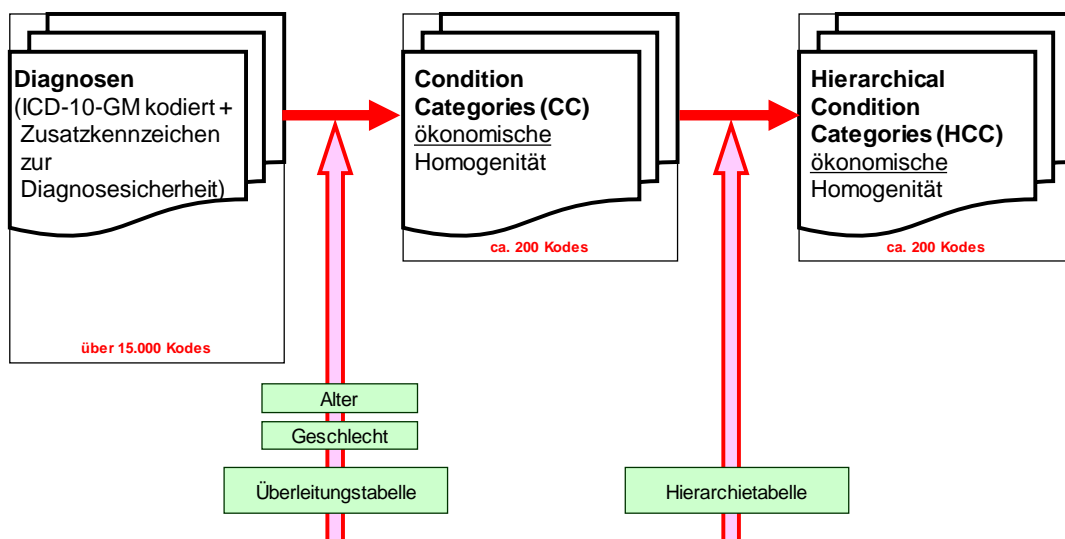 Diagnosen
(ICD-10-GM kodiert +
Zusatzkennzeichen
zur
Diagnosesicherheit)
über 15.000 Kodes
Condition
Categories (CC)
ökonomische
Homogenität
ca. 200 Kodes
Hierarchical
Condition
Categories (HCC)
ökonomische
Homogenität
ca. 200 Kodes
Alter
Geschlecht
Überleitungstabelle
Hierarchietabelle